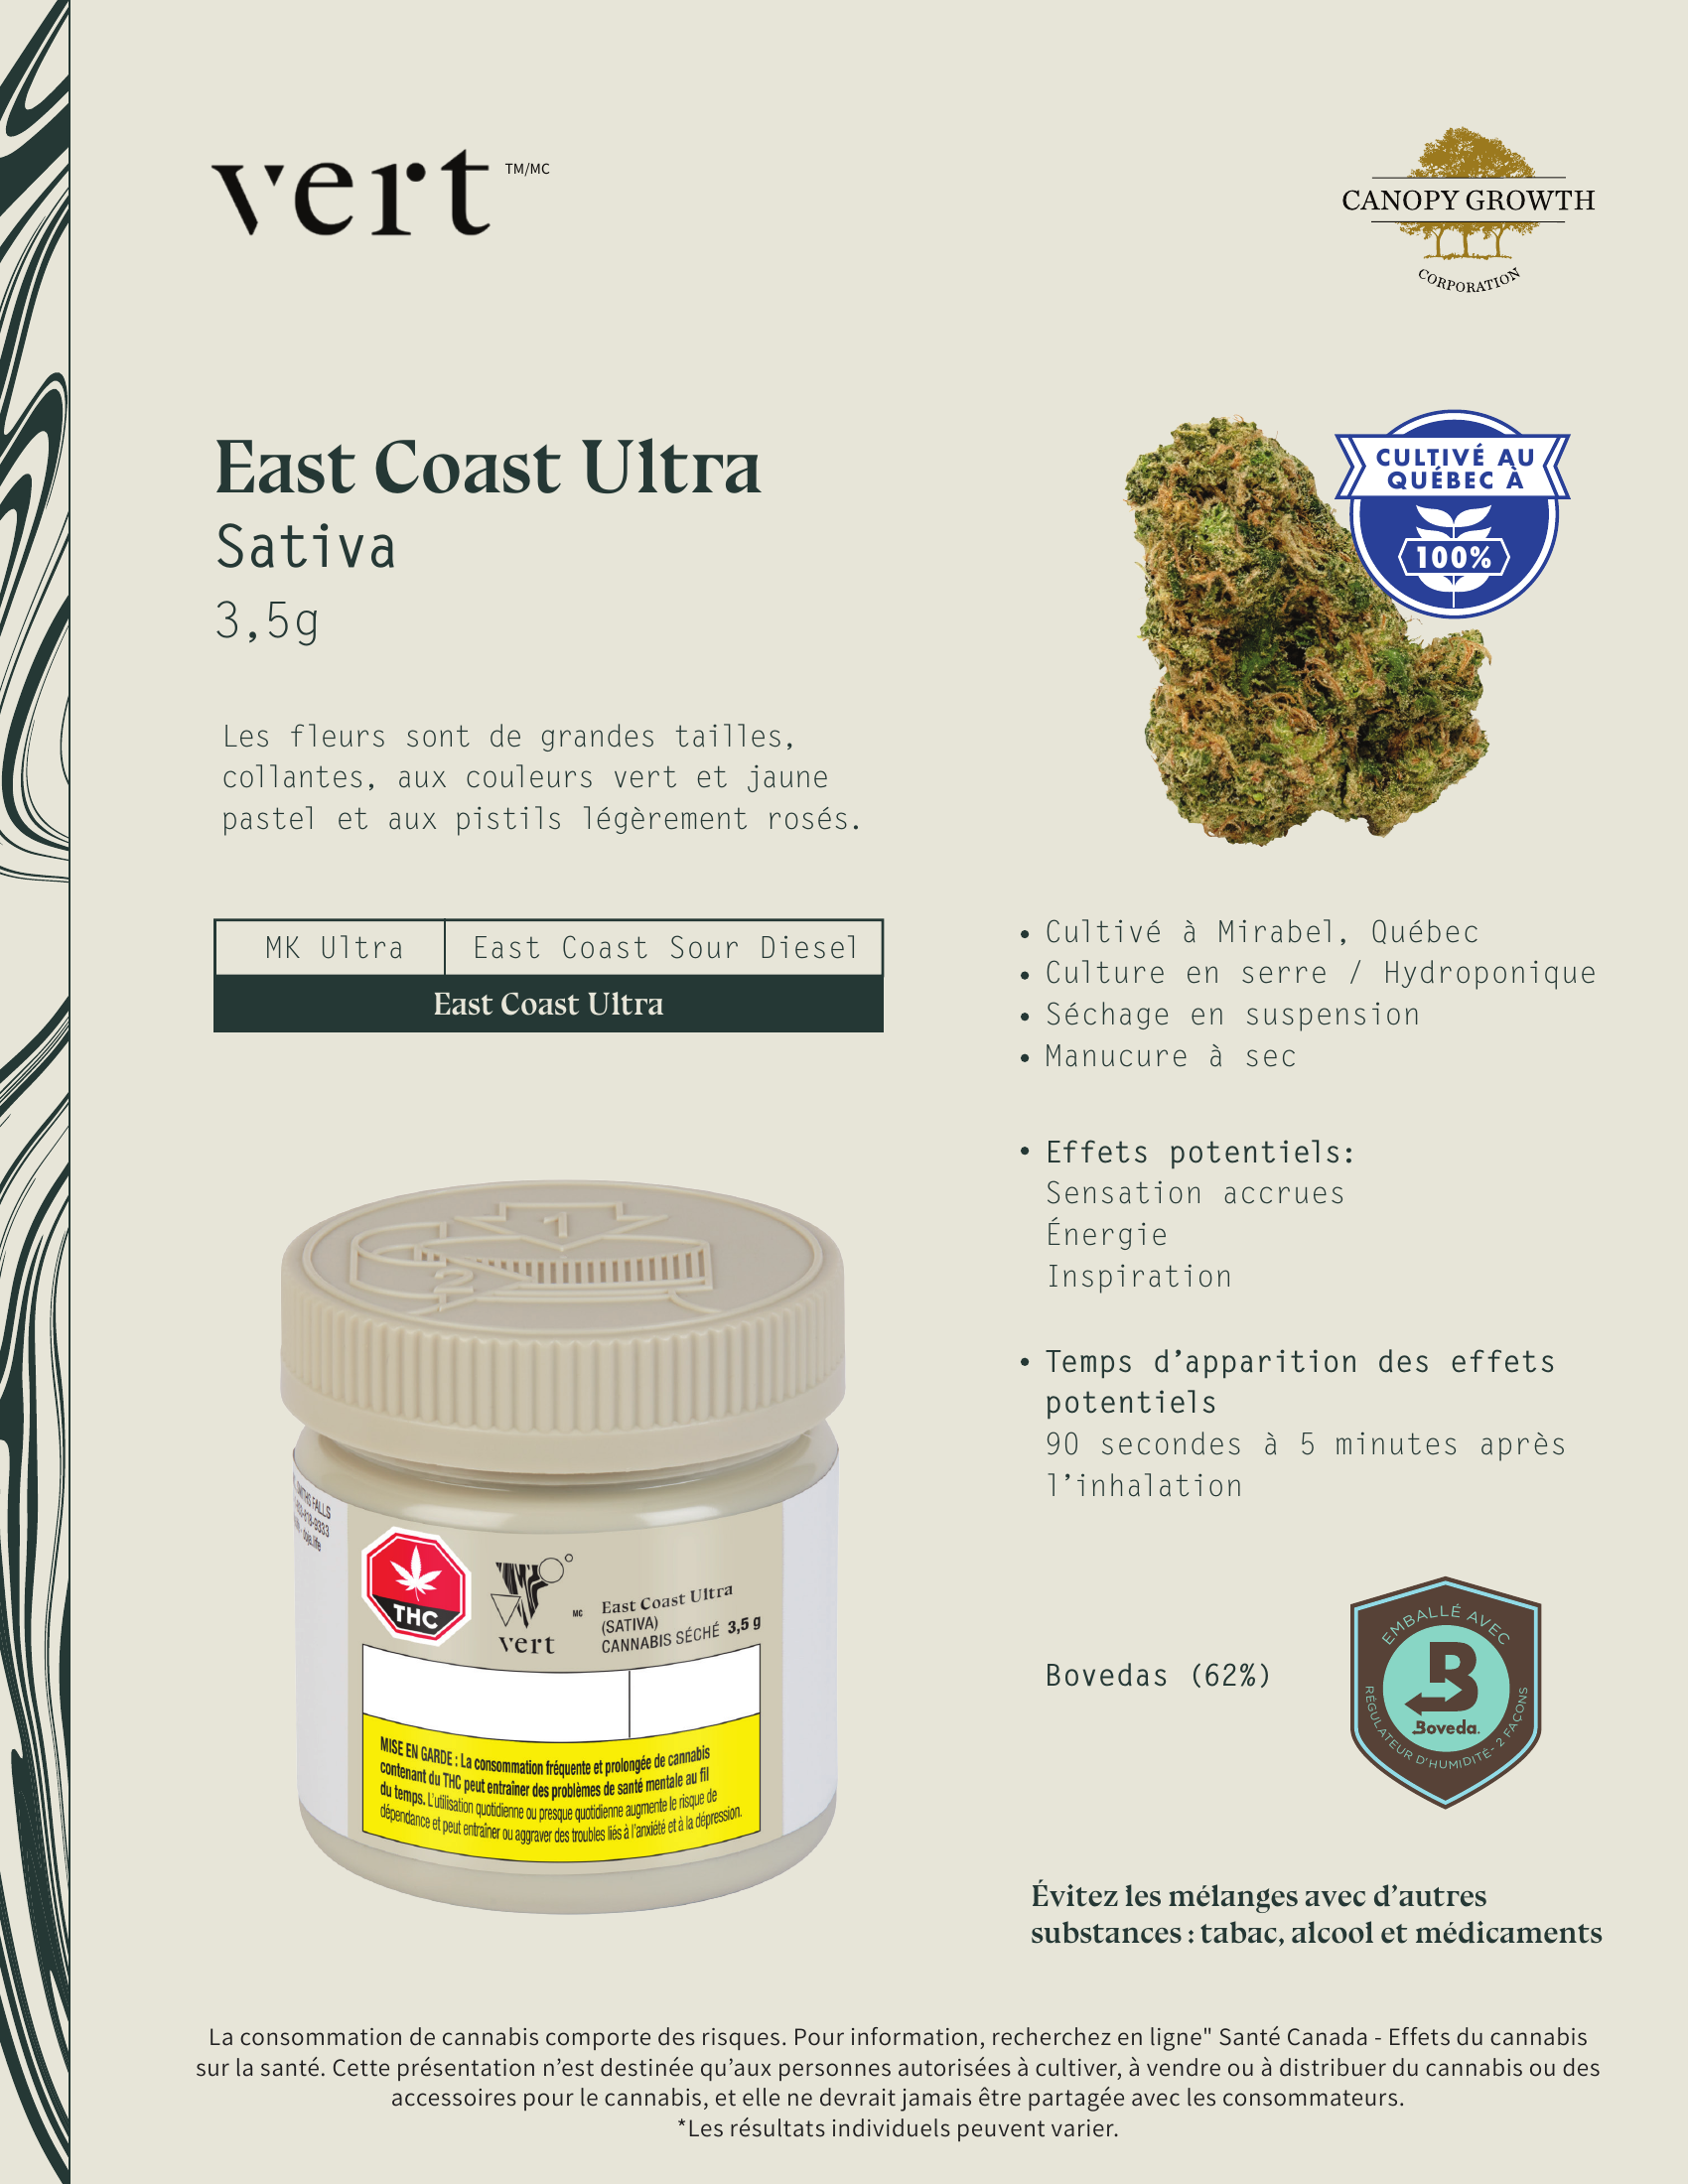 vert TM/MC
CANOPY GROWTH
CORPORATION
East Coast Ultra
Sativa
3,5g
CULTIVÉ AU
QUÉBEC À
100%
Les fleurs sont de grandes tailles,
collantes, aux couleurs vert et jaune
pastel et aux pistils légèrement rosés.
MK Ultra East Coast Sour Diesel
East Coast Ultra
• Cultivé à Mirabel, Québec
• Culture en serre / Hydroponique
• Séchage en suspension
• Manucure à sec
• Effets potentiels:
Sensation accrues
Énergie
Inspiration
• Temps d’apparition des effets
potentiels
90 secondes à 5 minutes après
l’inhalation
1
2
FALLS
THC
vert
MC
East Coast Ultra
(SATIVA)
CANNABIS SÉCHÉ 3,5 g
MISE EN GARDE : La consommation fréquente et prolongée de cannabis
contenant du THC peut entraîner des problèmes de santé mentale au fil
du temps. L’utilisation quotidienne ou presque quotidienne augmente le risque de
dépendance et peut entraîner ou aggraver des troubles liés à l’anxiété et à la dépression.
Bovedas (62%)
EMBALLÉ AVEC
B
Boveda.
RÉGULATEUR D'HUMIDITÉ- 2 FAÇONS
Évitez les mélanges avec d’autres
substances : tabac, alcool et médicaments
La consommation de cannabis comporte des risques. Pour information, recherchez en ligne" Santé Canada - Effets du cannabis
sur la santé. Cette présentation n’est destinée qu’aux personnes autorisées à cultiver, à vendre ou à distribuer du cannabis ou des
accessoires pour le cannabis, et elle ne devrait jamais être partagée avec les consommateurs.
*Les résultats individuels peuvent varier.